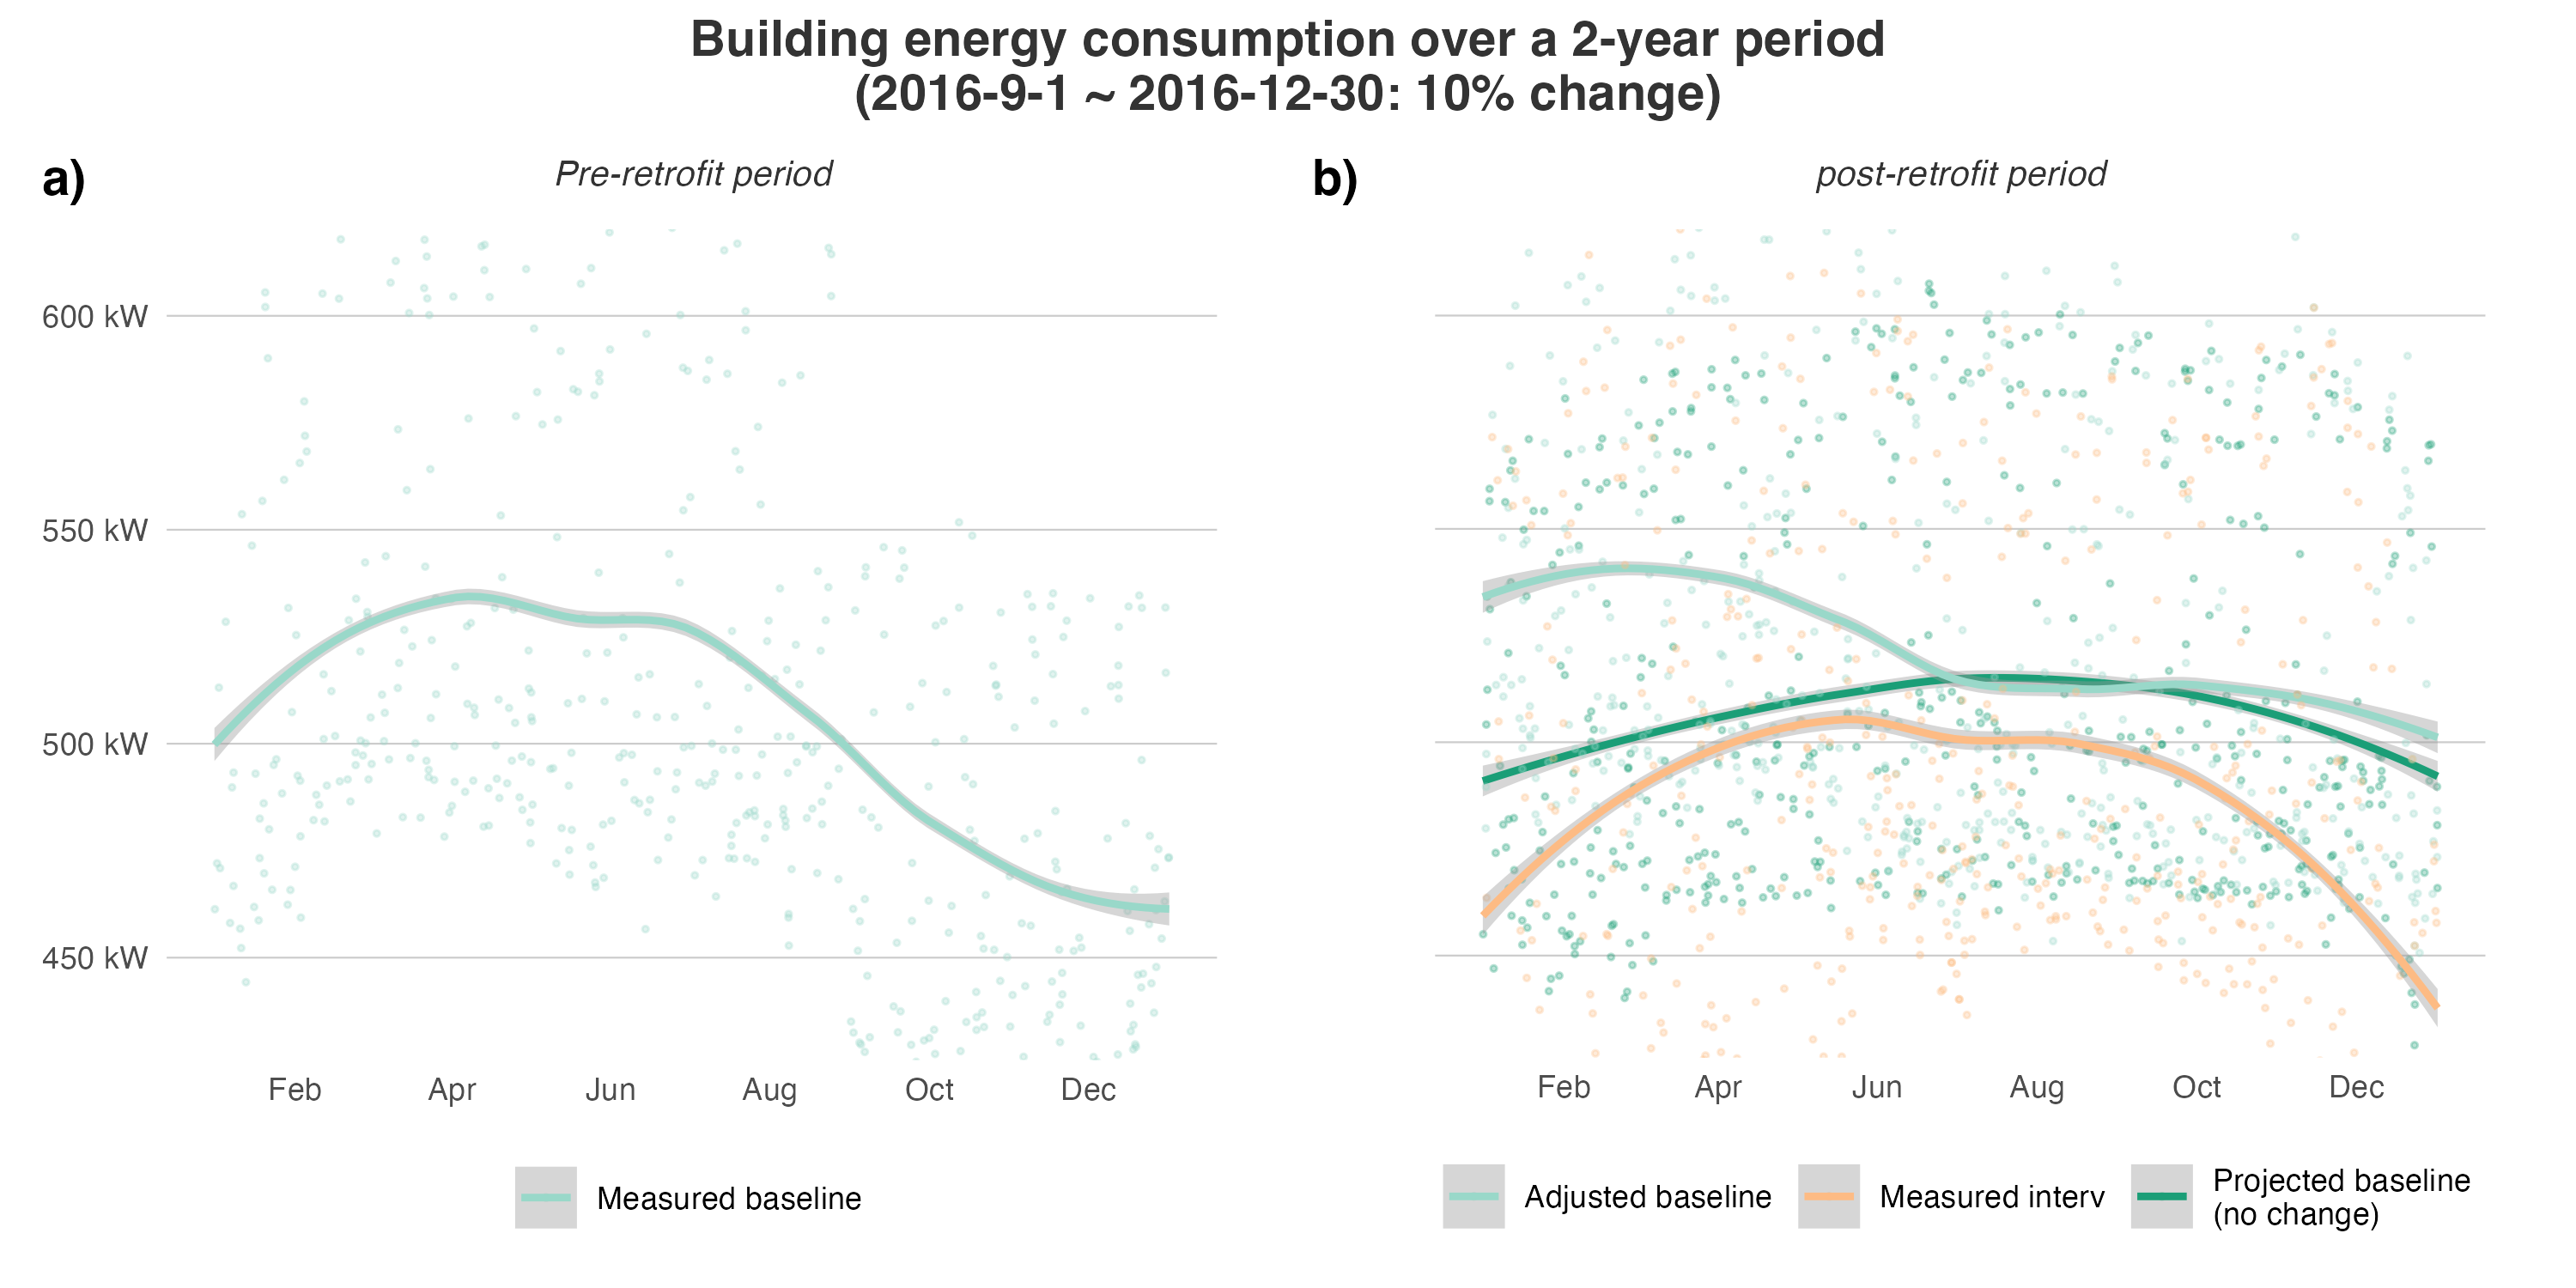 Building energy consumption over a 2-year period
(2016-9-1 ~ 2016-12-30: 10% change)
a)
Pre-retrofit period
600 kW
550 kW
500 kW
450 kW
Feb Apr Jun Aug Oct Dec
Measured baseline
b)
post-retrofit period
Feb Apr Jun Aug Oct Dec
Adjusted baseline
Measured interv
Projected baseline
(no change)